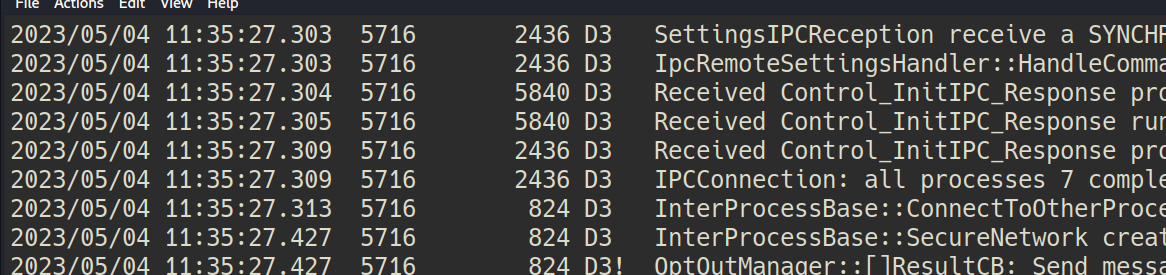 File Actions Edit View Help
2023/05/04 11:35:27.303 5716 2436 D3 SettingsIPCReception receive a SYNCHR
2023/05/04 11:35:27.303 5716 2436 D3 IpcRemoteSettingsHandler::HandleComma
2023/05/04 11:35:27.304 5716 5840 D3 Received Control_InitIPC_Response pro
2023/05/04 11:35:27.305 5716 5840 D3 Received Control_InitIPC_Response run
2023/05/04 11:35:27.309 5716 2436 D3 Received Control_InitIPC_Response pro
2023/05/04 11:35:27.309 5716 2436 D3 IPCConnection: all processes 7 comple
2023/05/04 11:35:27.313 5716 824 D3 InterProcessBase::ConnectToOtherProce
2023/05/04 11:35:27.427 5716 824 D3 InterProcessBase::SecureNetwork creat
2023/05/04 11:35:27.427 5716 824 D3! OptOutManager::[]ResultCB: Send messa